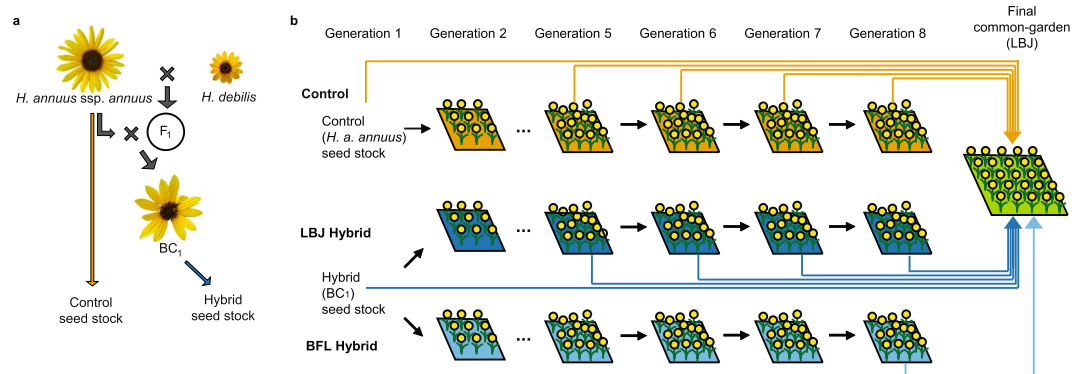 a
H. annuus ssp. annuus
H. debilis
F1
BC1
Control
seed stock
Hybrid
seed stock
b
Generation 1
Generation 2
Generation 5
Generation 6
Generation 7
Generation 8
Final
common-garden
(LBJ)
Control
Control
(H. a. annuus)
seed stock
...
LBJ Hybrid
...
Hybrid
(BC1)
seed stock
BFL Hybrid
...